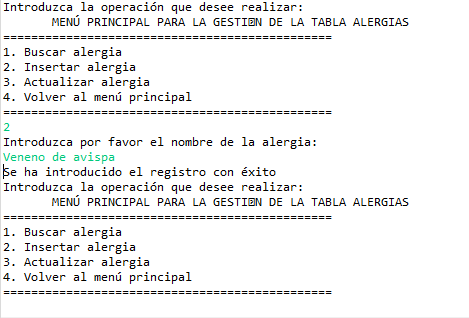 Introduzca la operación que desee realizar:
MENÚ PRINCIPAL PARA LA GESTI�N DE LA TABLA ALERGIAS
===============================================
1. Buscar alergia
2. Insertar alergia
3. Actualizar alergia
4. Volver al menú principal
===============================================
2
Introduzca por favor el nombre de la alergia:
Veneno de avispa
Se ha introducido el registro con éxito
Introduzca la operación que desee realizar:
MENÚ PRINCIPAL PARA LA GESTI�N DE LA TABLA ALERGIAS
===============================================
1. Buscar alergia
2. Insertar alergia
3. Actualizar alergia
4. Volver al menú principal
===============================================